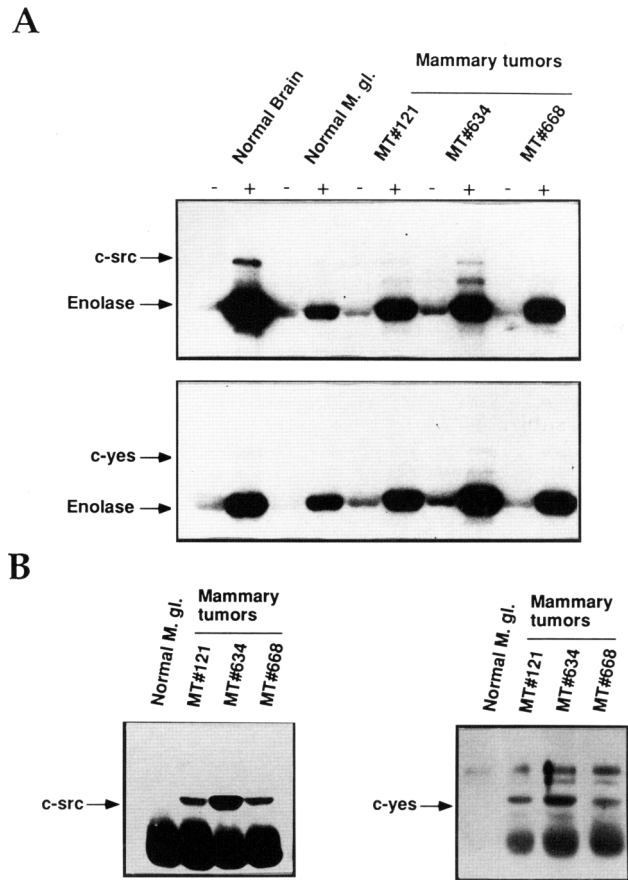 A
Mammary tumors
Normal Brain
Normal M. gl.
MT#121
MT#634
MT#668
- + - + - + - + - +
c-src
Enolase
c-yes
Enolase
B
Normal M. gl.
Mammary
tumors
MT#121
MT#634
MT#668
c-src
Normal M. gl.
Mammary
tumors
MT#121
MT#634
MT#668
c-yes